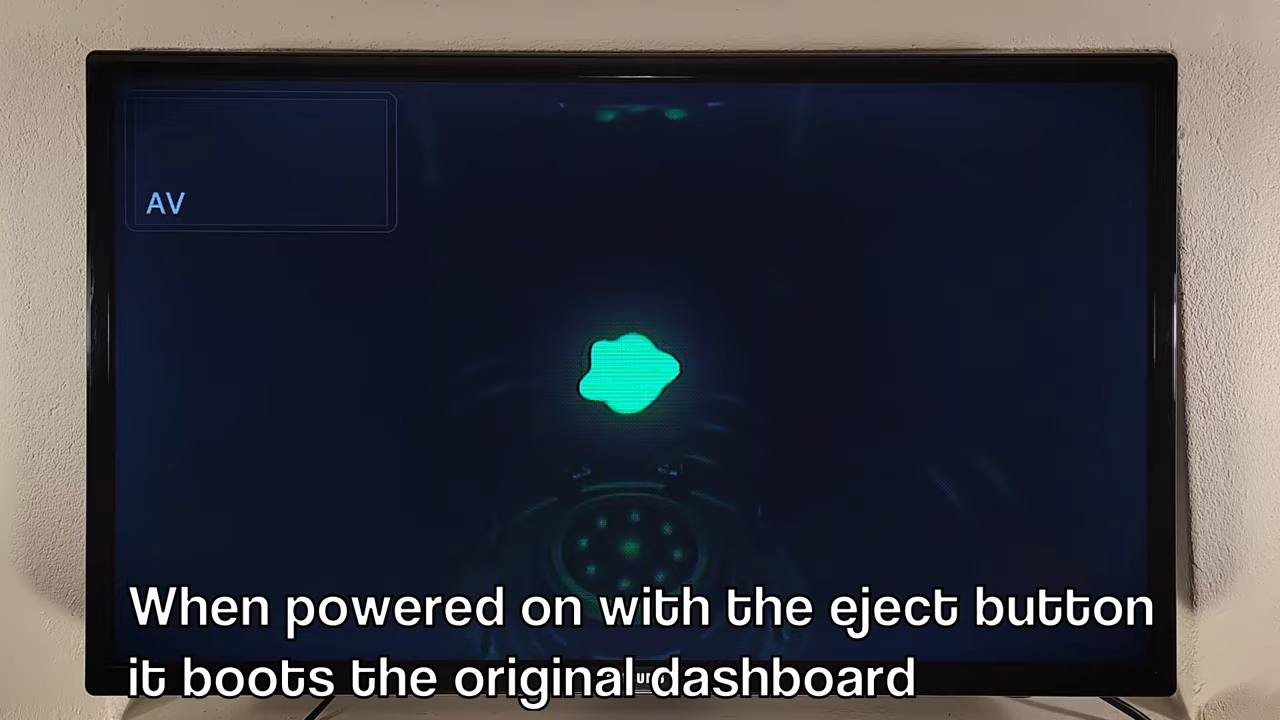 AV
When powered on with the eject button
it boots the original dashboard